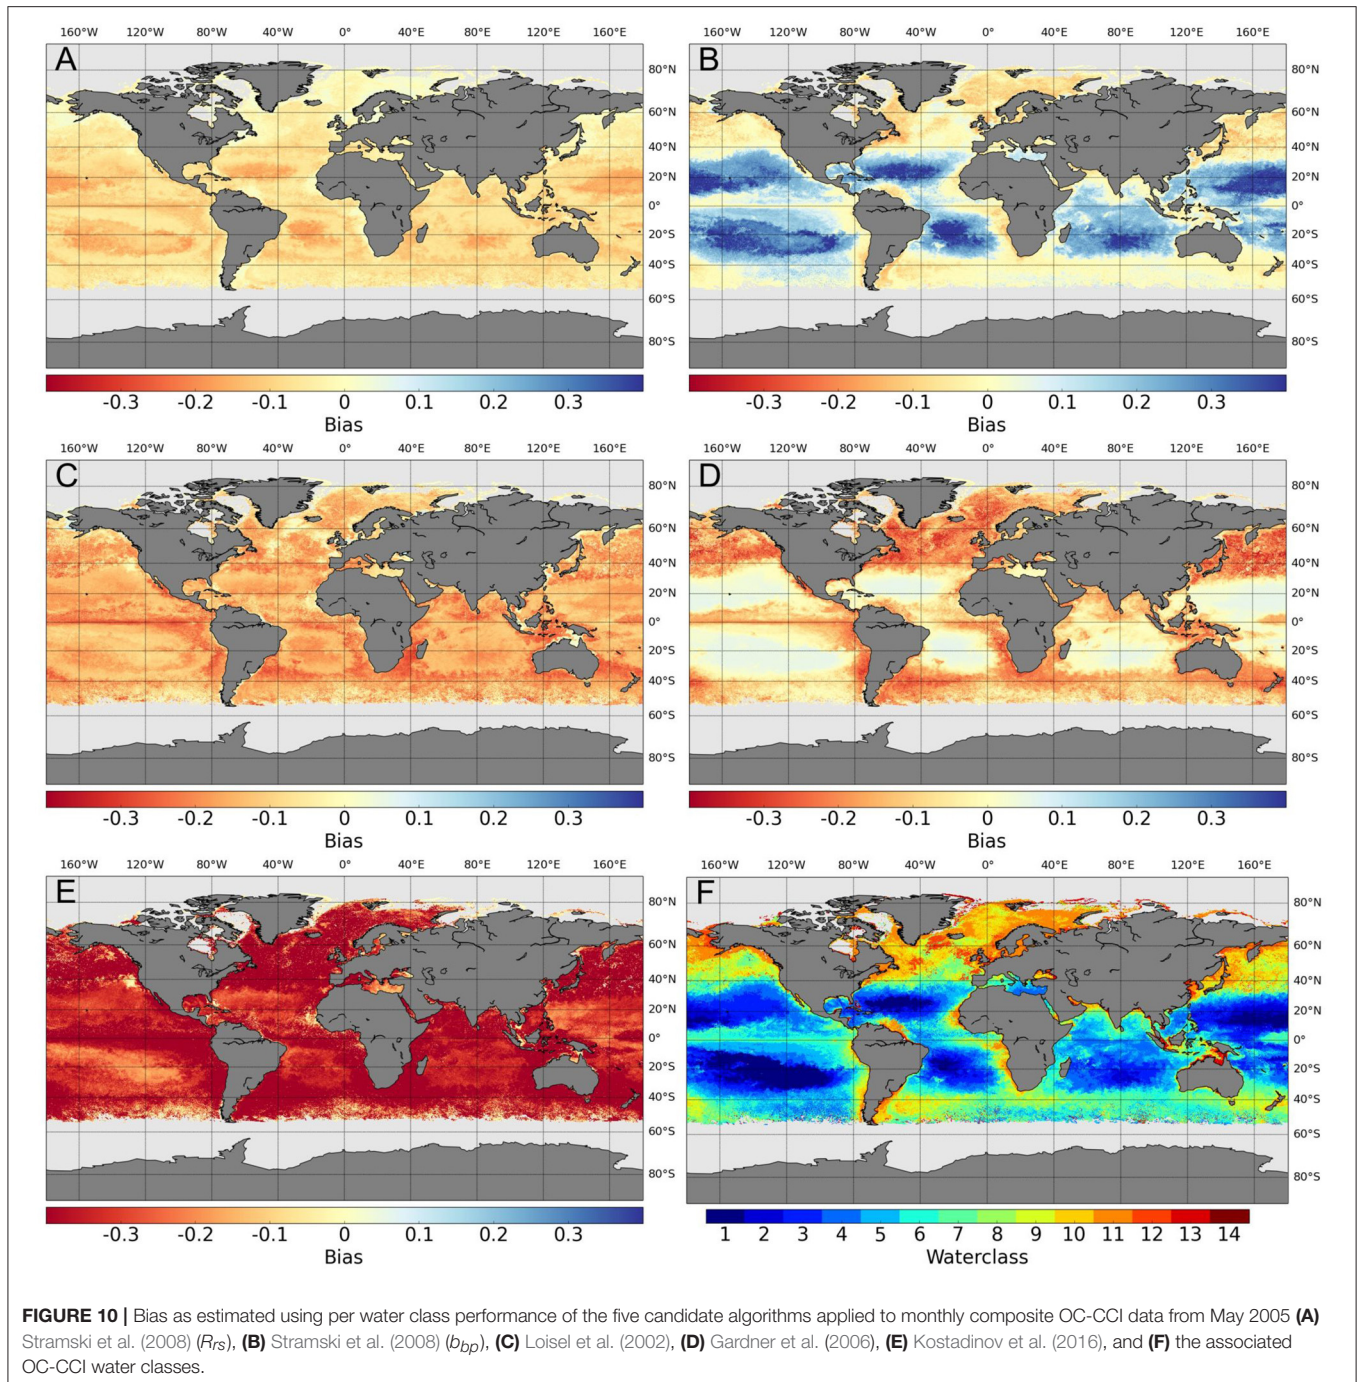 160°W 120°W 80°W 40°W 0° 40°E 80°E 120°E 160°E
A
80°N
60°N
40°N
20°N
0°
20°S
40°S
60°S
80°S
-0.3 -0.2 -0.1 0 0.1 0.2 0.3
Bias
160°W 120°W 80°W 40°W 0° 40°E 80°E 120°E 160°E
B
80°N
60°N
40°N
20°N
0°
20°S
40°S
60°S
80°S
-0.3 -0.2 -0.1 0 0.1 0.2 0.3
Bias
160°W 120°W 80°W 40°W 0° 40°E 80°E 120°E 160°E
C
80°N
60°N
40°N
20°N
0°
20°S
40°S
60°S
80°S
-0.3 -0.2 -0.1 0 0.1 0.2 0.3
Bias
160°W 120°W 80°W 40°W 0° 40°E 80°E 120°E 160°E
D
80°N
60°N
40°N
20°N
0°
20°S
40°S
60°S
80°S
-0.3 -0.2 -0.1 0 0.1 0.2 0.3
Bias
160°W 120°W 80°W 40°W 0° 40°E 80°E 120°E 160°E
E
80°N
60°N
40°N
20°N
0°
20°S
40°S
60°S
80°S
-0.3 -0.2 -0.1 0 0.1 0.2 0.3
Bias
160°W 120°W 80°W 40°W 0° 40°E 80°E 120°E 160°E
F
80°N
60°N
40°N
20°N
0°
20°S
40°S
60°S
80°S
1 2 3 4 5 6 7 8 9 10 11 12 13 14
Waterclass
FIGURE 10 | Bias as estimated using per water class performance of the five candidate algorithms applied to monthly composite OC-CCI data from May 2005 (A)
Stramski et al. (2008) (Rrs), (B) Stramski et al. (2008) (bbp), (C) Loisel et al. (2002), (D) Gardner et al. (2006), (E) Kostadinov et al. (2016), and (F) the associated
OC-CCI water classes.